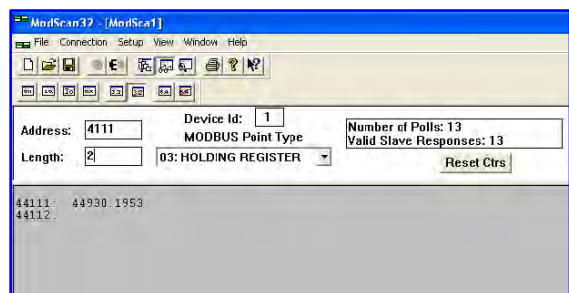 ModScan32 - [ModSca1]
File Connection Setup View Window Help
Address: 4111
Length: 2
Device Id: 1
MODBUS Point Type
03: HOLDING REGISTER
Number of Polls: 13
Valid Slave Responses: 13
Reset Ctrs
44111: 44930.1953
44112: